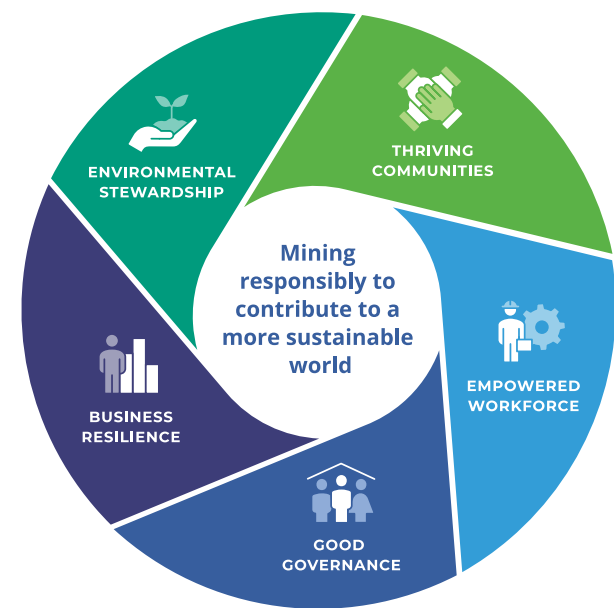 ENVIRONMENTAL
STEWARDSHIP
THRIVING
COMMUNITIES
Mining
responsibly to
contribute to a
more sustainable
world
EMPOWERED
WORKFORCE
BUSINESS
RESILIENCE
GOOD
GOVERNANCE